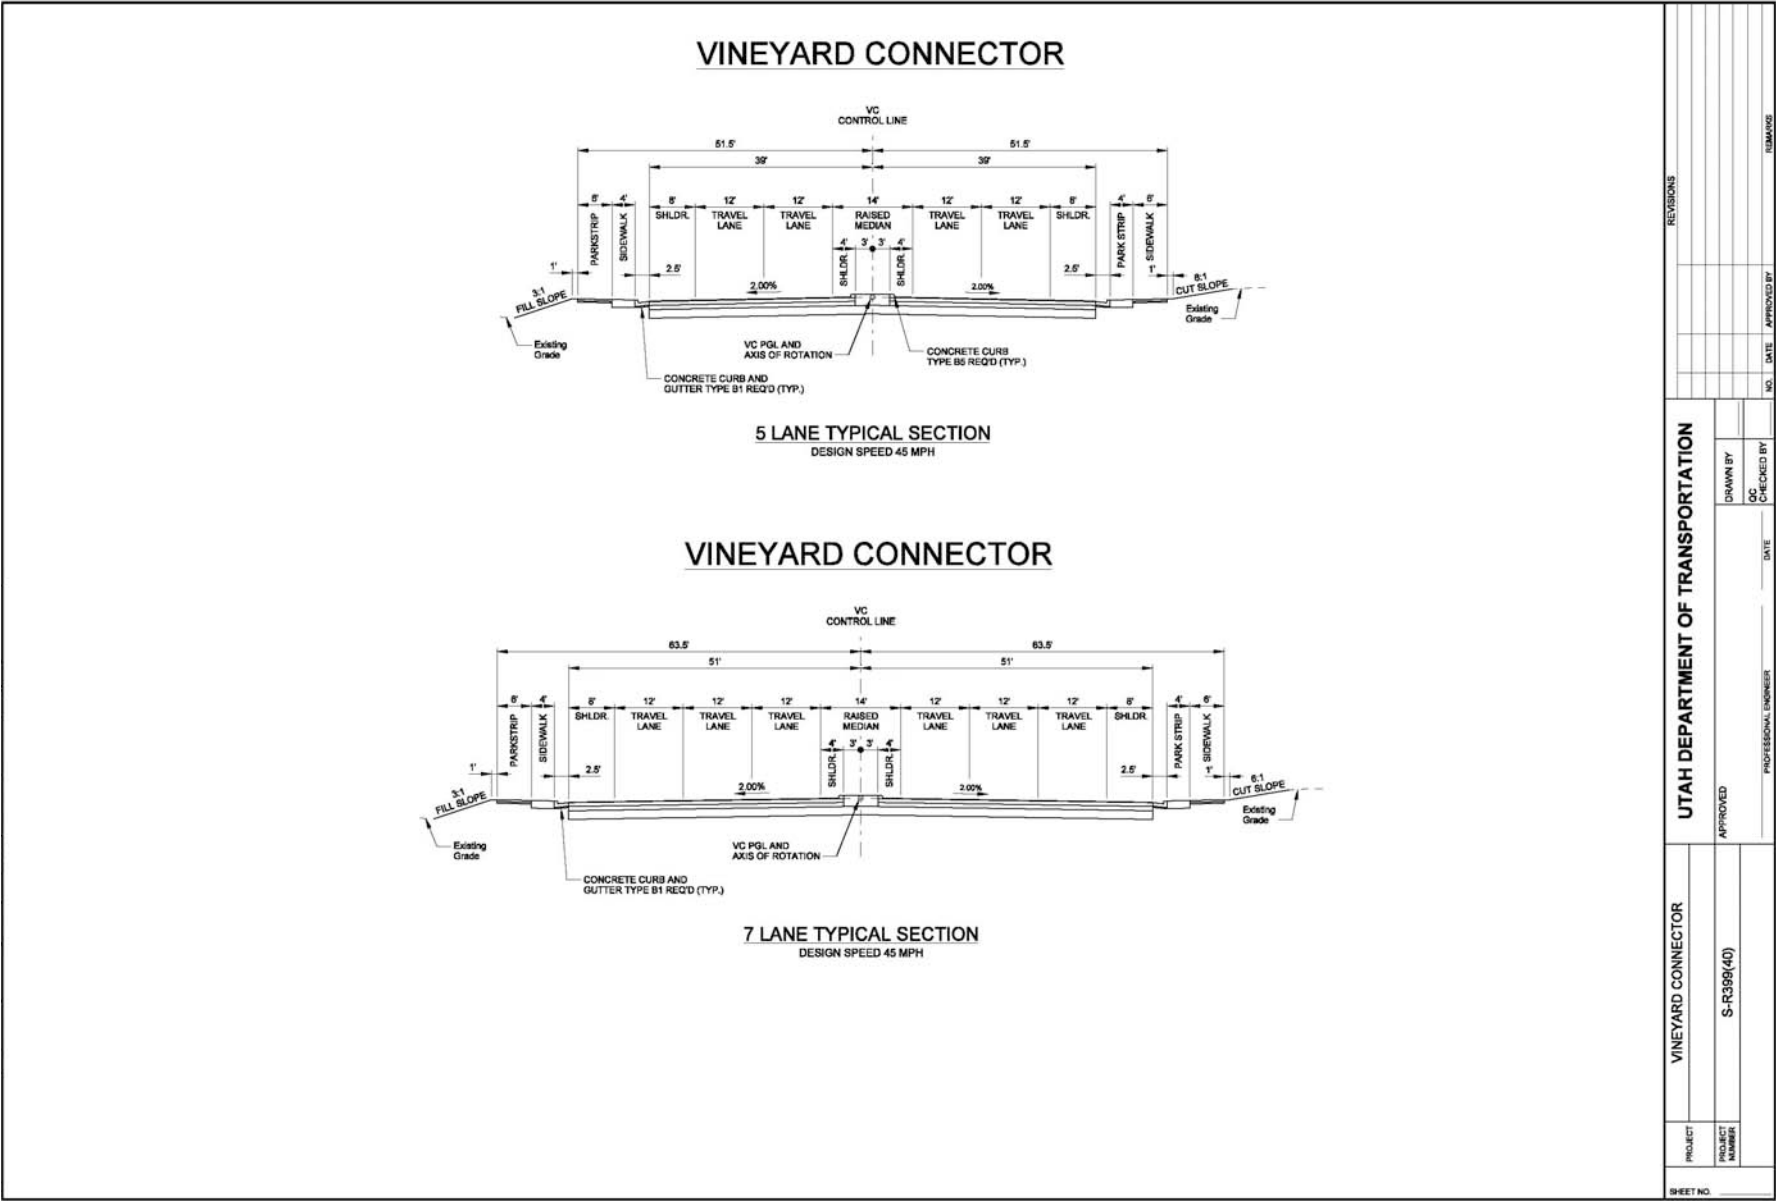 VINEYARD CONNECTOR
VC
CONTROL LINE
51.5' 51.5'
39' 39'
6' 4' 8' 12' 12' 14' 12' 12' 8' 4' 6'
PARKSTRIP
SIDEWALK
SHLDR.
TRAVEL
LANE
TRAVEL
LANE
RAISED
MEDIAN
TRAVEL
LANE
TRAVEL
LANE
SHLDR.
PARK STRIP
SIDEWALK
4' 3' 3' 4'
SHLDR.
SHLDR.
1' 2.5' 2.5' 1'
3:1
FILL SLOPE
2.00% 2.00%
6:1
CUT SLOPE
Existing
Grade
Existing
Grade
VC PGL AND
AXIS OF ROTATION
CONCRETE CURB
TYPE B5 REQ'D (TYP.)
CONCRETE CURB AND
GUTTER TYPE B1 REQ'D (TYP.)
5 LANE TYPICAL SECTION
DESIGN SPEED 45 MPH
VINEYARD CONNECTOR
VC
CONTROL LINE
63.5' 63.5'
51' 51'
6' 4' 8' 12' 12' 12' 14' 12' 12' 12' 8' 4' 6'
PARKSTRIP
SIDEWALK
SHLDR.
TRAVEL
LANE
TRAVEL
LANE
TRAVEL
LANE
RAISED
MEDIAN
TRAVEL
LANE
TRAVEL
LANE
TRAVEL
LANE
SHLDR.
PARK STRIP
SIDEWALK
4' 3' 3' 4'
SHLDR.
SHLDR.
1' 2.5' 2.5' 1'
3:1
FILL SLOPE
2.00% 2.00%
6:1
CUT SLOPE
Existing
Grade
Existing
Grade
VC PGL AND
AXIS OF ROTATION
CONCRETE CURB AND
GUTTER TYPE B1 REQ'D (TYP.)
7 LANE TYPICAL SECTION
DESIGN SPEED 45 MPH
REVISIONS
NO. DATE APPROVED BY REMARKS
UTAH DEPARTMENT OF TRANSPORTATION
DRAWN BY
QC
CHECKED BY
APPROVED
PROFESSIONAL ENGINEER DATE
PROJECT VINEYARD CONNECTOR
PROJECT
NUMBER
S-R399(40)
SHEET NO.